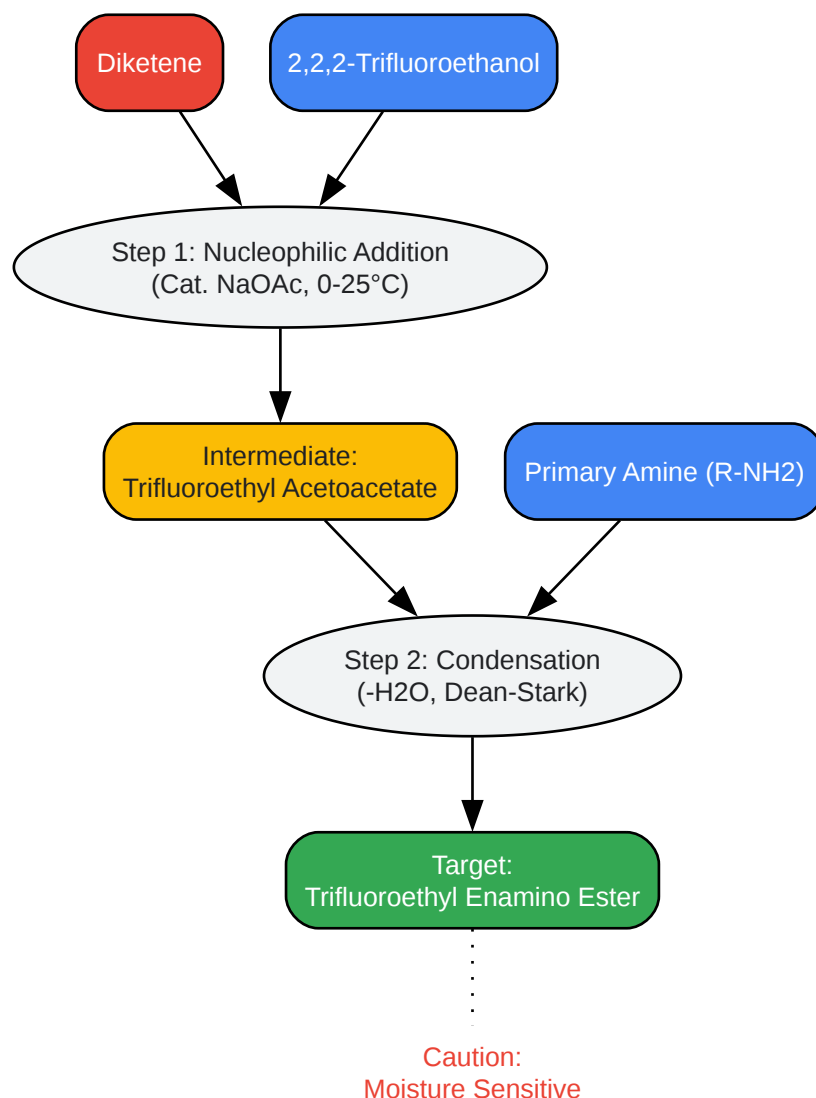 Diketene
2,2,2-Trifluoroethanol
Step 1: Nucleophilic Addition
(Cat. NaOAc, 0-25°C)
Intermediate:
Trifluoroethyl Acetoacetate
Primary Amine (R-NH2)
Step 2: Condensation
(-H2O, Dean-Stark)
Target:
Trifluoroethyl Enamino Ester
Caution:
Moisture Sensitive